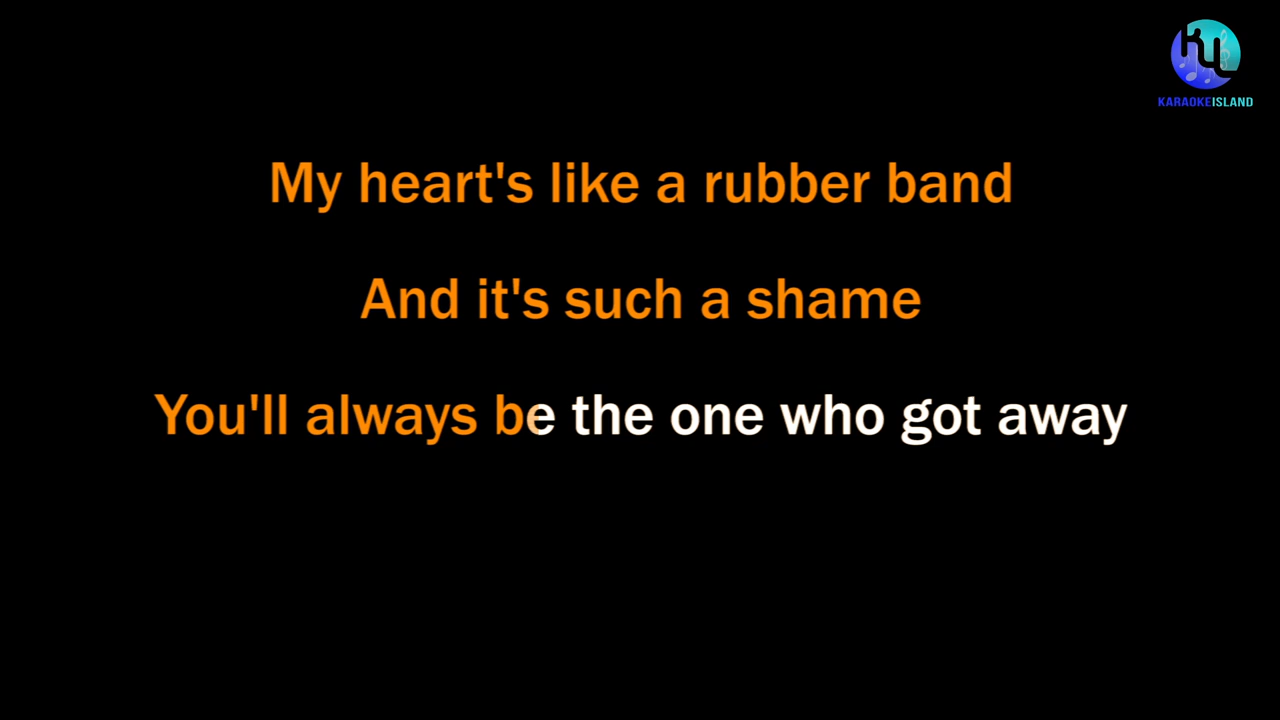 KARAOKEISLAND
My heart's like a rubber band
And it's such a shame
You'll always be the one who got away